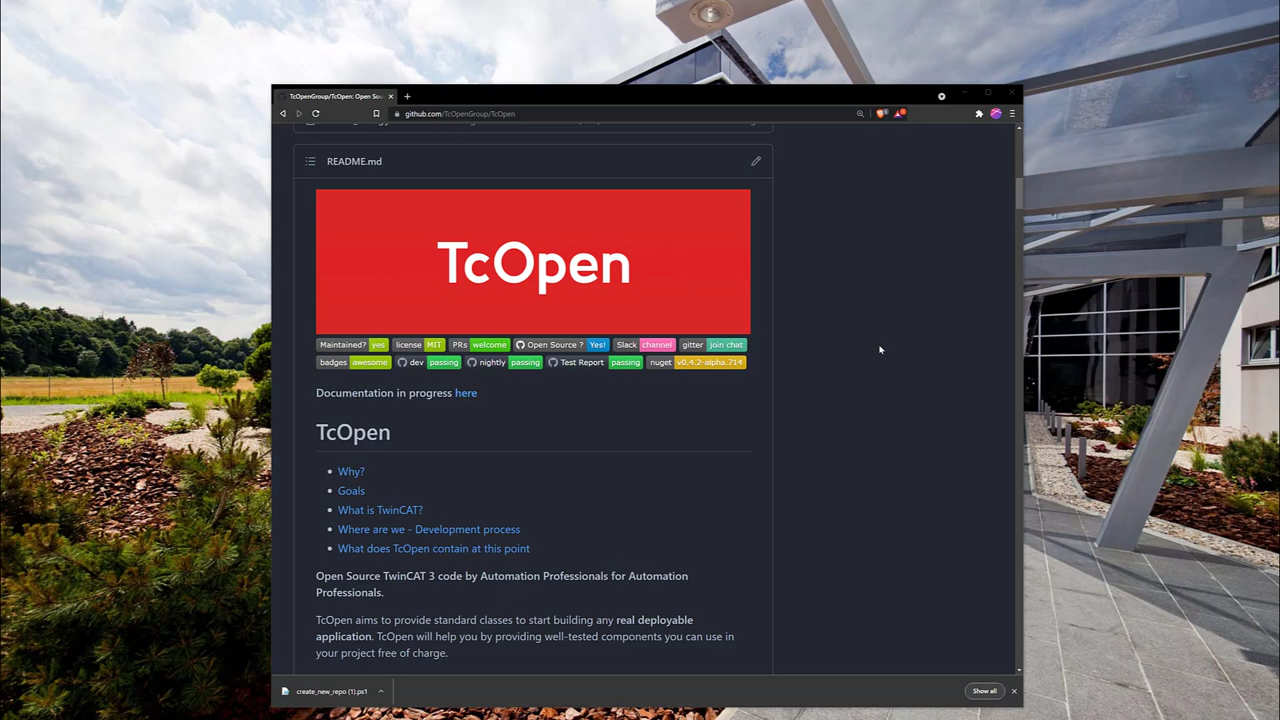 TcOpenGroup/TcOpen: Open Sou
github.com/TcOpenGroup/TcOpen
README.md
TcOpen
Maintained? yes license MIT PRs welcome Open Source ? Yes! Slack channel gitter join chat
badges awesome dev passing nightly passing Test Report passing nuget v0.4.2-alpha.714
Documentation in progress here
TcOpen
Why?
Goals
What is TwinCAT?
Where are we - Development process
What does TcOpen contain at this point
Open Source TwinCAT 3 code by Automation Professionals for Automation
Professionals.
TcOpen aims to provide standard classes to start building any real deployable
application. TcOpen will help you by providing well-tested components you can use in
your project free of charge.
create_new_repo (1).ps1
Show all